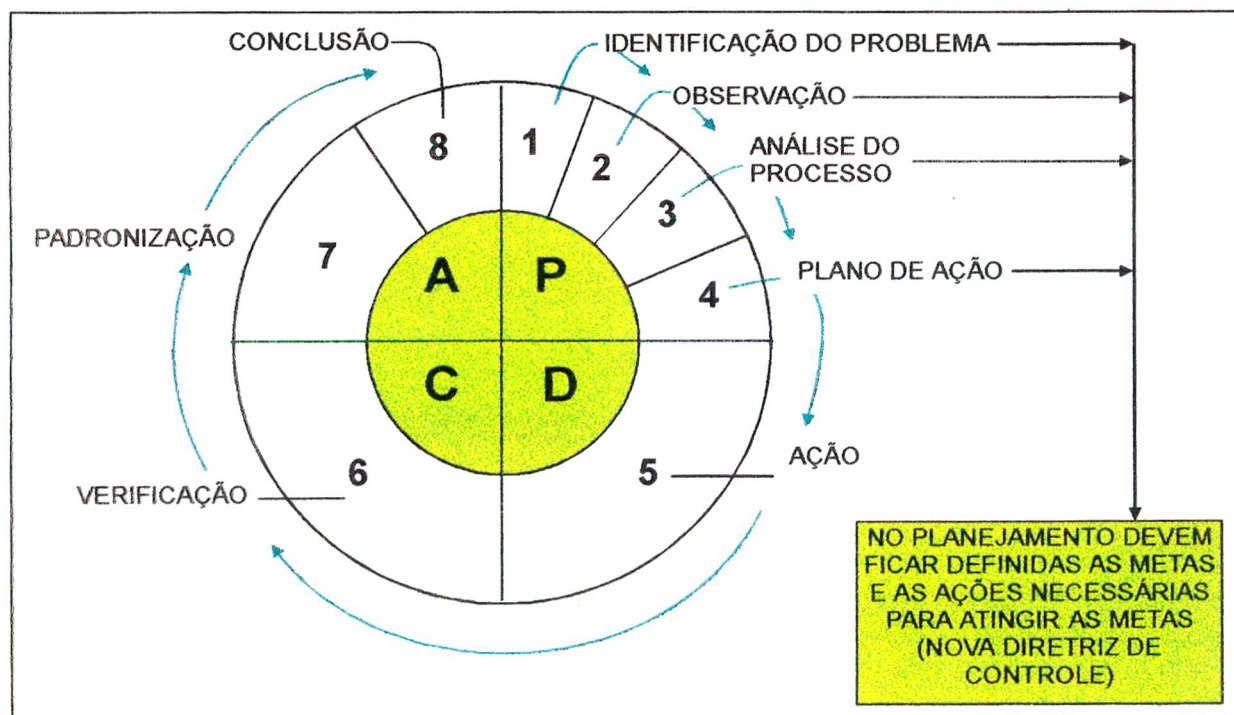 CONCLUSÃO
IDENTIFICAÇÃO DO PROBLEMA
OBSERVAÇÃO
ANÁLISE DO
PROCESSO
PLANO DE AÇÃO
AÇÃO
VERIFICAÇÃO
PADRONIZAÇÃO
8
1
2
3
4
5
6
7
A
P
C
D
NO PLANEJAMENTO DEVEM
FICAR DEFINIDAS AS METAS
E AS AÇÕES NECESSÁRIAS
PARA ATINGIR AS METAS
(NOVA DIRETRIZ DE
CONTROLE)